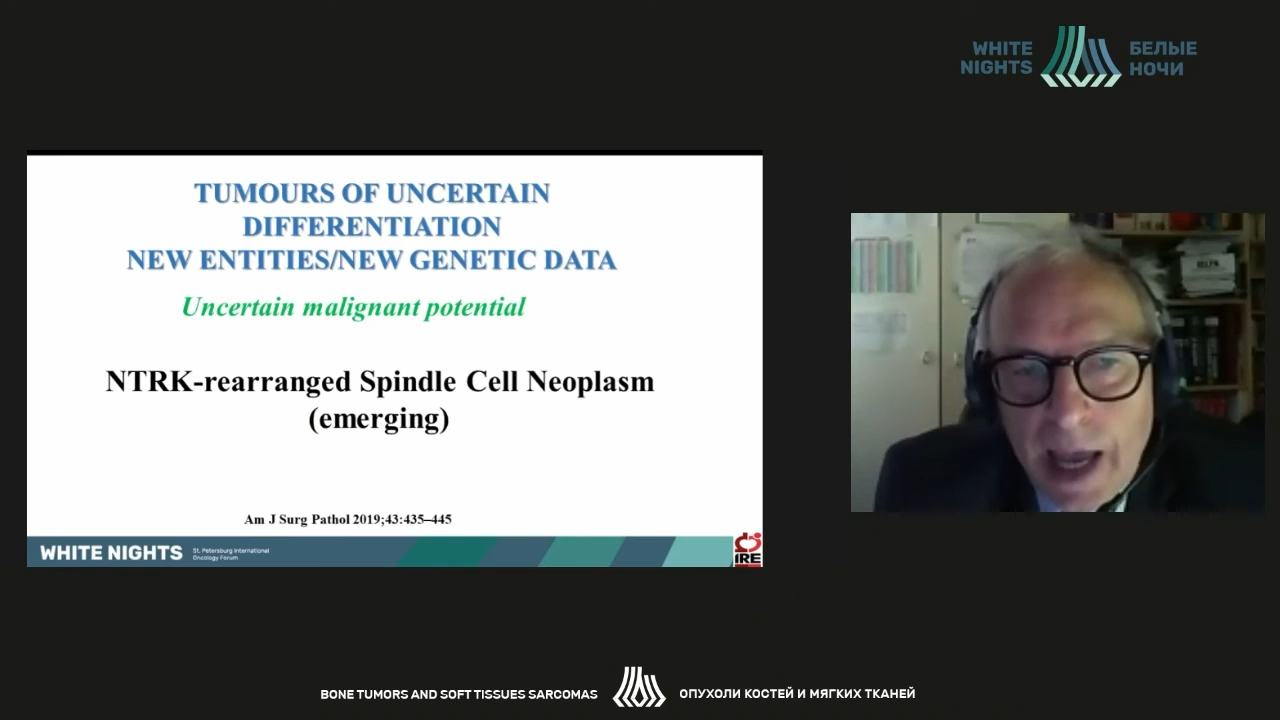 WHITE
NIGHTS
БЕЛЫЕ
НОЧИ
TUMOURS OF UNCERTAIN
DIFFERENTIATION
NEW ENTITIES/NEW GENETIC DATA
Uncertain malignant potential
NTRK-rearranged Spindle Cell Neoplasm
(emerging)
Am J Surg Pathol 2019;43:435–445
WHITE NIGHTS
St. Petersburg International
Oncology Forum
IRE
BONE TUMORS AND SOFT TISSUES SARCOMAS
ОПУХОЛИ КОСТЕЙ И МЯГКИХ ТКАНЕЙ